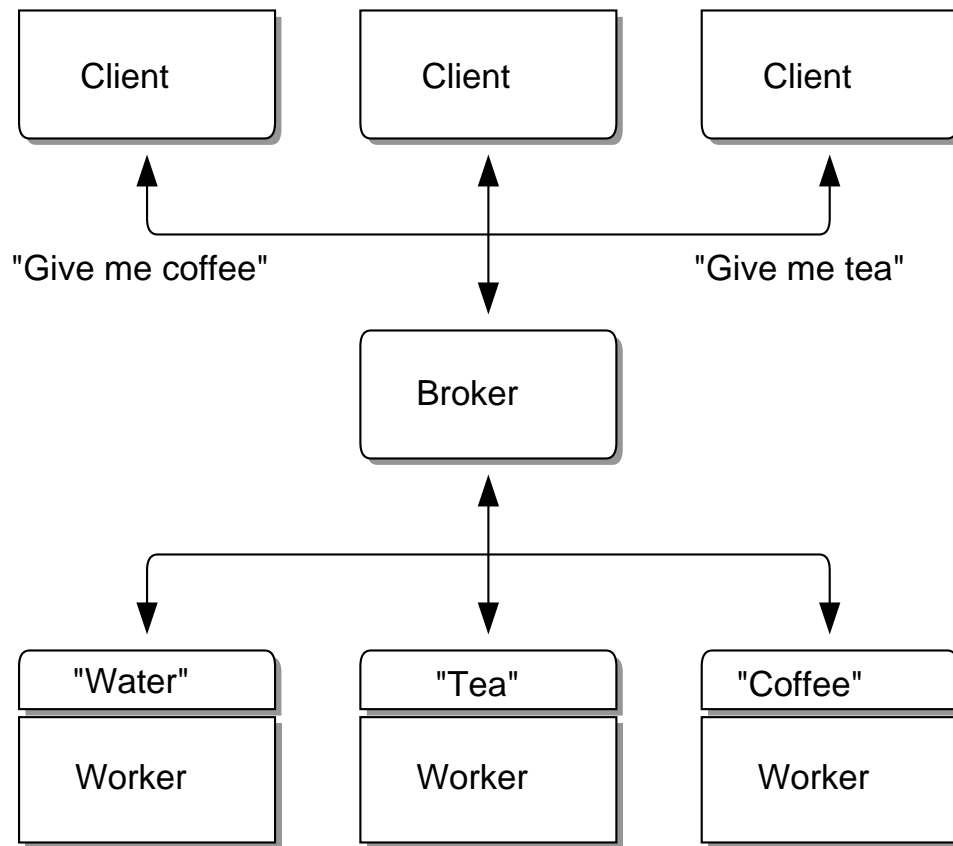 Client
Client
Client
"Give me coffee"
"Give me tea"
Broker
"Water"
"Tea"
"Coffee"
Worker
Worker
Worker